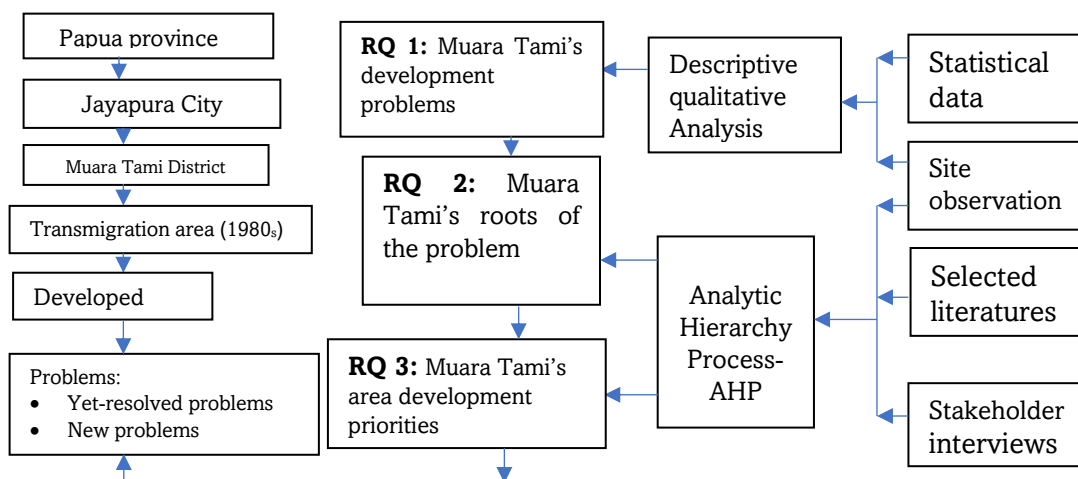 Papua province
Jayapura City
Muara Tami District
Transmigration area (1980s)
Developed
Problems:
• Yet-resolved problems
• New problems
RQ 1: Muara Tami's
development
problems
RQ 2: Muara
Tami's roots of
the problem
RQ 3: Muara Tami's
area development
priorities
Descriptive
qualitative
Analysis
Analytic
Hierarchy
Process-
AHP
Statistical
data
Site
observation
Selected
literatures
Stakeholder
interviews